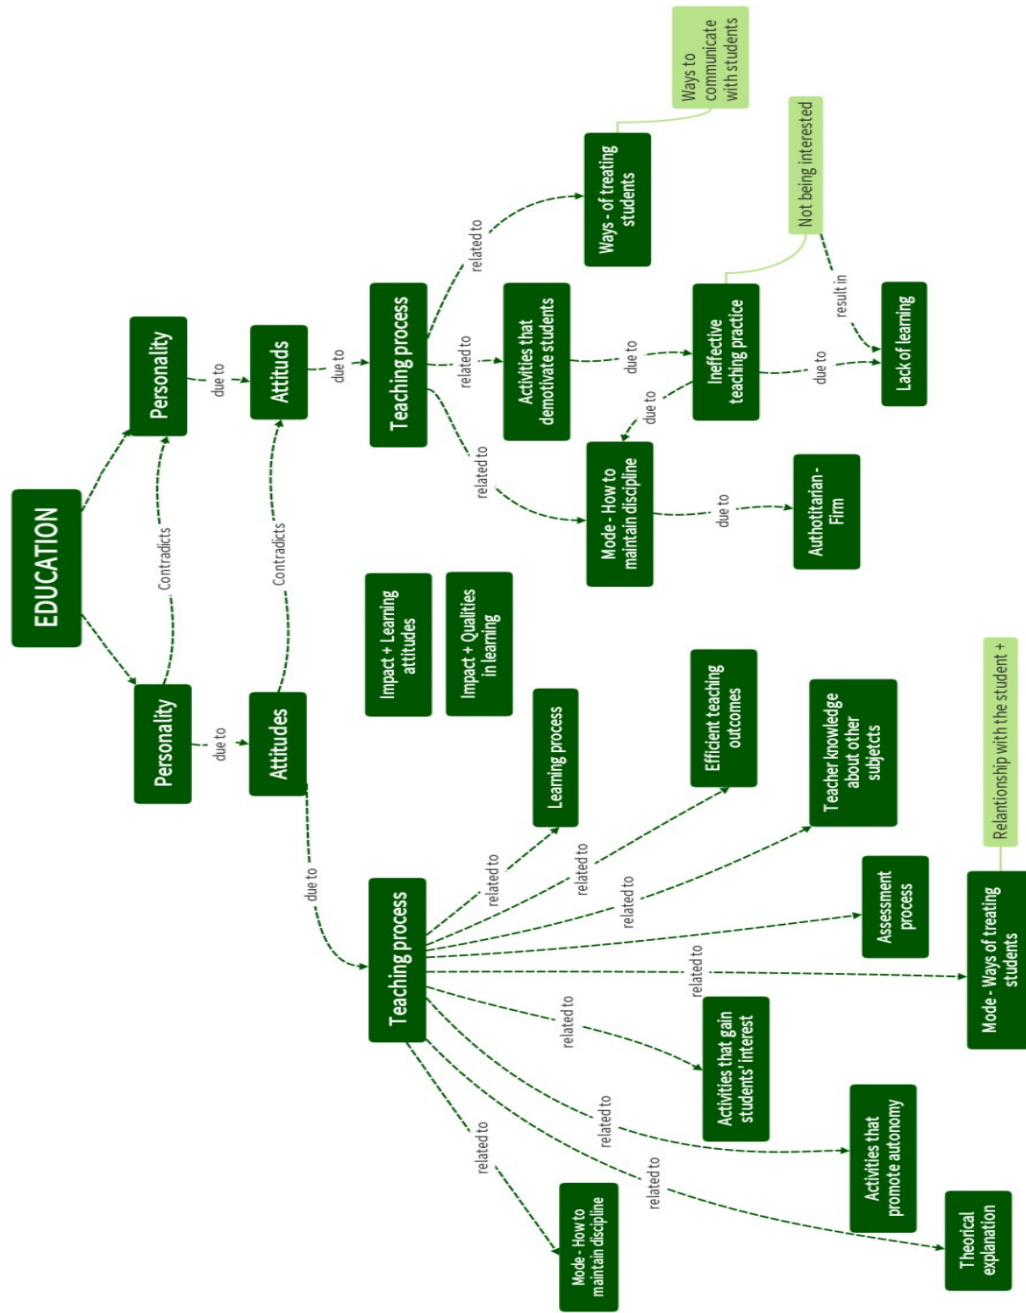 EDUCATION
Personality
Contradicts
Personality
due to
due to
Attitudes
Contradicts
Attituds
due to
due to
Teaching process
Teaching process
Impact + Learning
attitudes
Impact + Qualities
in learning
related to
related to
related to
related to
related to
related to
related to
related to
related to
Mode - How to
maintain discipline
Theorical
explanation
Activities that
promote autonomy
Activities that gain
students' interest
Mode - Ways of treating
students
Relantionship with the student +
Assessment
process
Teacher knowledge
about other
subjetcts
Efficient teaching
outcomes
Learning process
related to
related to
related to
Mode - How to
maintain discipline
due to
Authotitarian -
Firm
Activities that
demotivate students
due to
due to
Ineffective
teaching practice
Not being interested
due to
result in
Lack of learning
Ways - of treating
students
Ways to
communicate
with students